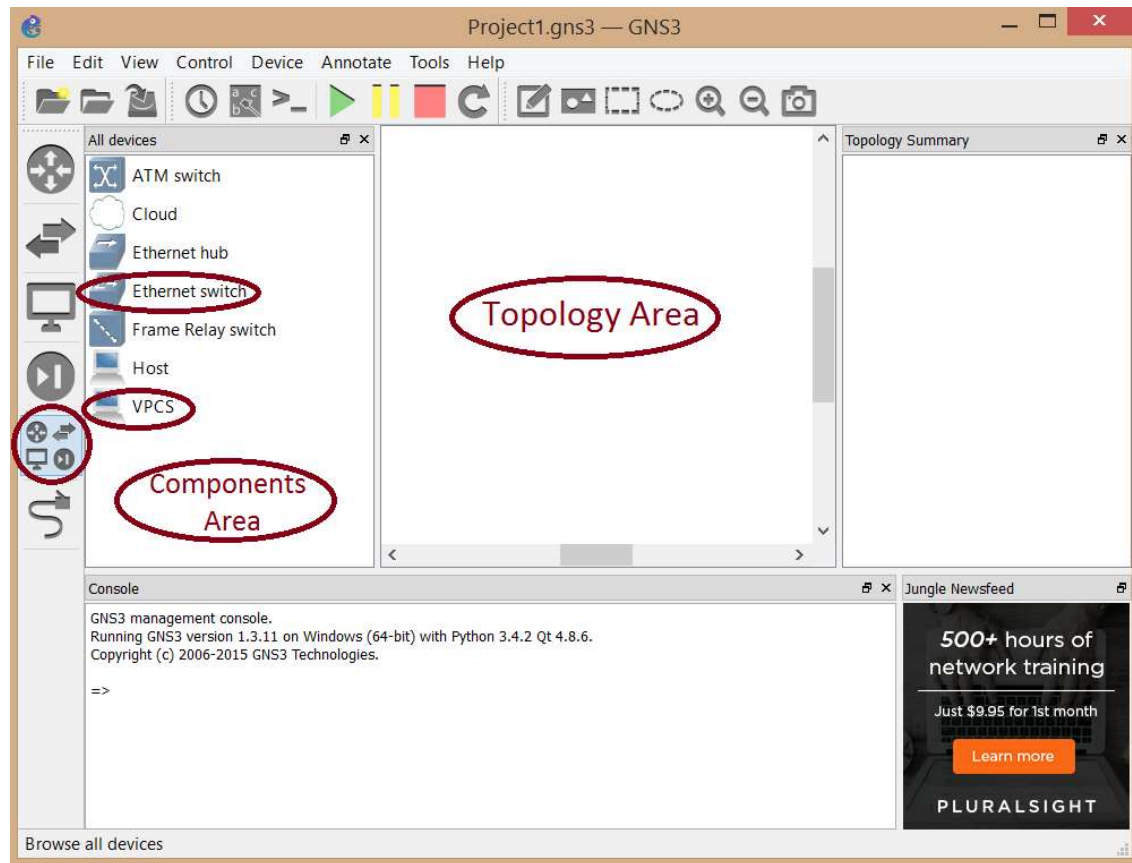 Project1.gns3 — GNS3
File Edit View Control Device Annotate Tools Help
All devices
ATM switch
Cloud
Ethernet hub
Ethernet switch
Frame Relay switch
Host
VPCS
Components
Area
Topology Area
Topology Summary
Console
GNS3 management console.
Running GNS3 version 1.3.11 on Windows (64-bit) with Python 3.4.2 Qt 4.8.6.
Copyright (c) 2006-2015 GNS3 Technologies.
=>
Jungle Newsfeed
500+ hours of
network training
Just $9.95 for 1st month
Learn more
PLURALSIGHT
Browse all devices